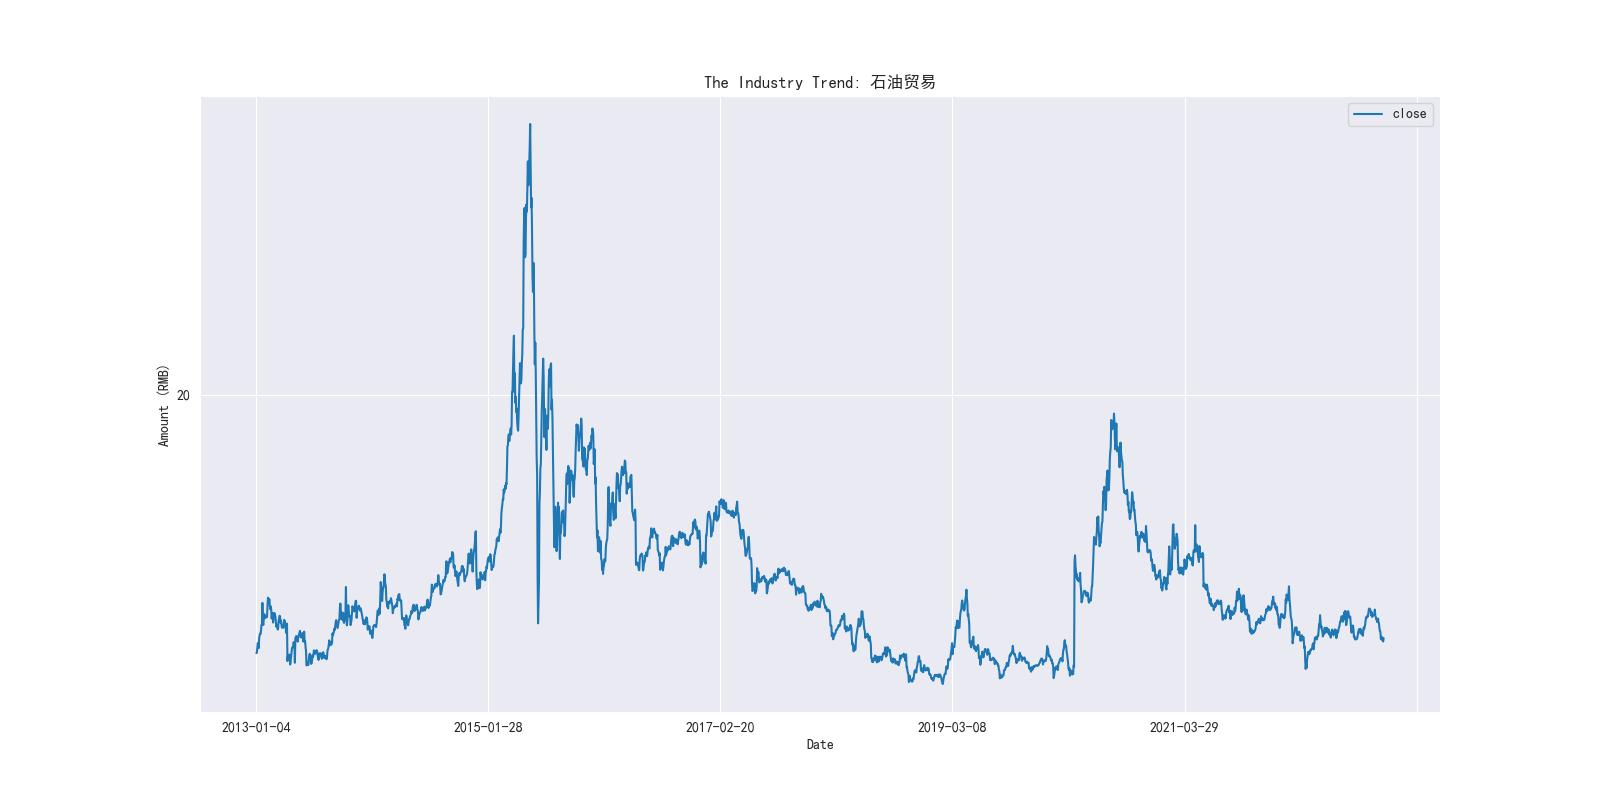 The Industry Trend: 石油贸易
close
Amount (RMB)
20
2013-01-04
2015-01-28
2017-02-20
2019-03-08
2021-03-29
Date